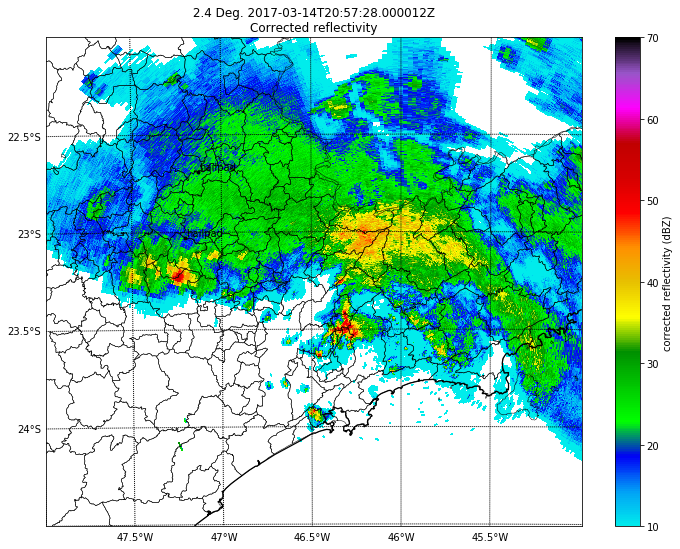 2.4 Deg. 2017-03-14T20:57:28.000012Z
Corrected reflectivity
70
60
50
40
30
20
10
corrected reflectivity (dBZ)
22.5°S
23°S
23.5°S
24°S
47.5°W
47°W
46.5°W
46°W
45.5°W